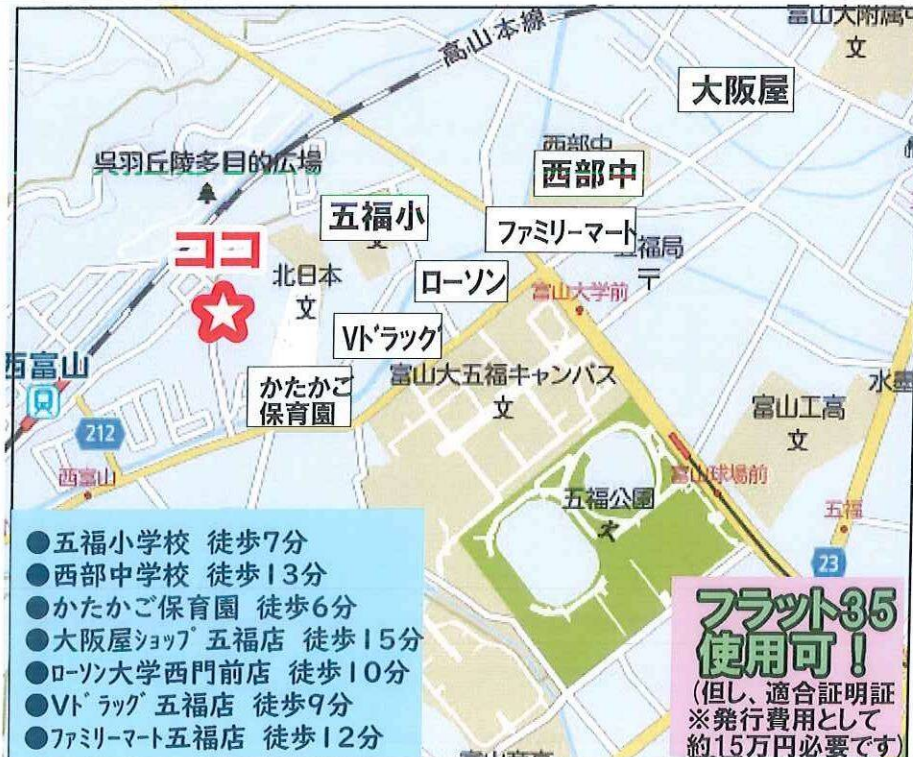 富山大附属中
文
高山本線
大阪屋
呉羽丘陵多目的広場
西部中
西部中
五福小
文
ファミリーマート
ココ
五福局
〒
北日本
文
ローソン
富山大学前
Vドラッグ
西富山
富山大五福キャンパス
文
かたかご
保育園
富山工高
文
212
西富山
富山球場前
五福公園
五福
23
●五福小学校 徒歩7分
●西部中学校 徒歩13分
●かたかご保育園 徒歩6分
●大阪屋ショップ 五福店 徒歩15分
●ローソン大学西門前店 徒歩10分
●Vドラッグ 五福店 徒歩9分
●ファミリーマート五福店 徒歩12分
フラット35
使用可!
(但し、適合証明証
※発行費用として
約15万円必要です)